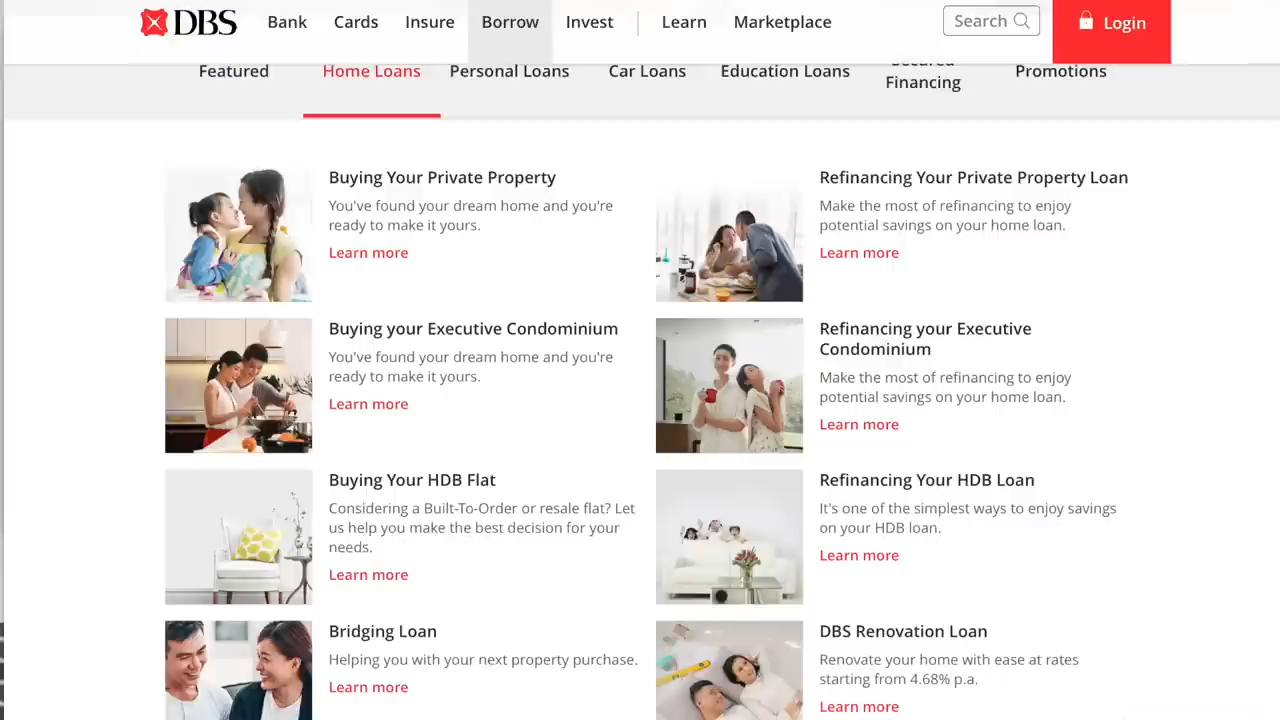 DBS
Bank
Cards
Insure
Borrow
Invest
Learn
Marketplace
Search
Login
Featured
Home Loans
Personal Loans
Car Loans
Education Loans
Secured
Financing
Promotions
Buying Your Private Property
You've found your dream home and you're
ready to make it yours.
Learn more
Refinancing Your Private Property Loan
Make the most of refinancing to enjoy
potential savings on your home loan.
Learn more
Buying your Executive Condominium
You've found your dream home and you're
ready to make it yours.
Learn more
Refinancing your Executive
Condominium
Make the most of refinancing to enjoy
potential savings on your home loan.
Learn more
Buying Your HDB Flat
Considering a Built-To-Order or resale flat? Let
us help you make the best decision for your
needs.
Learn more
Refinancing Your HDB Loan
It's one of the simplest ways to enjoy savings
on your HDB loan.
Learn more
Bridging Loan
Helping you with your next property purchase.
Learn more
DBS Renovation Loan
Renovate your home with ease at rates
starting from 4.68% p.a.
Learn more